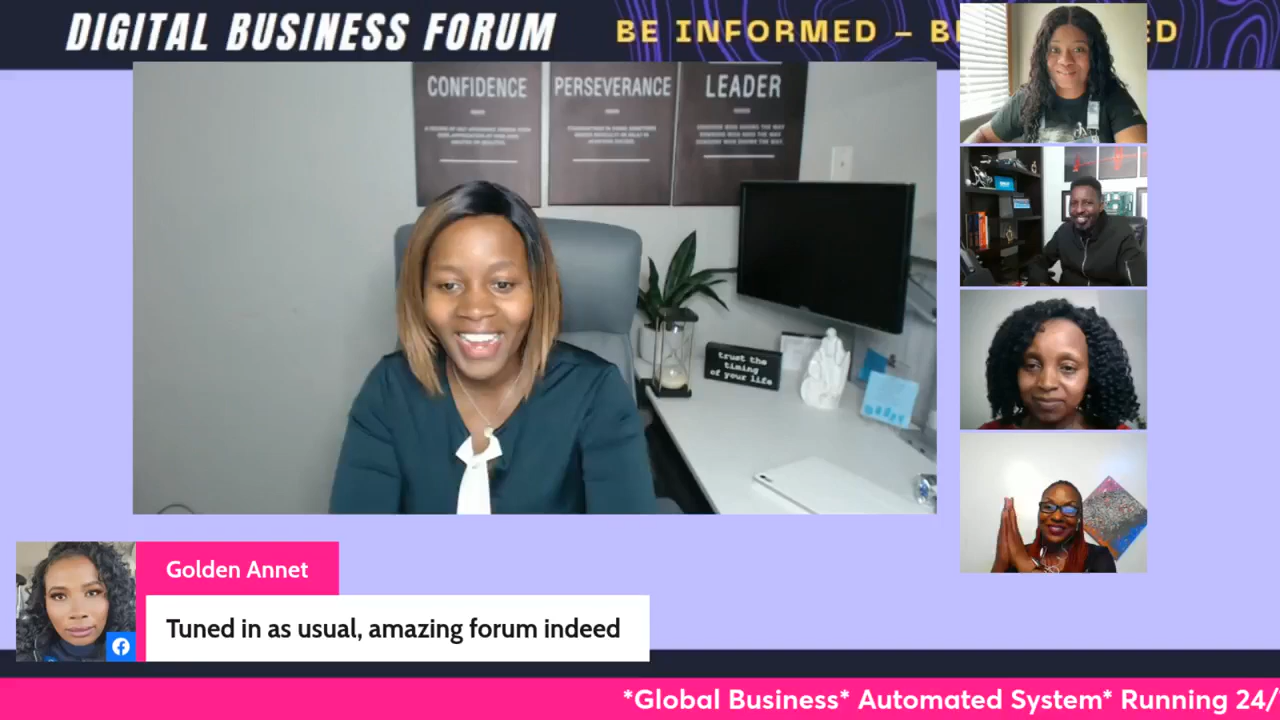 DIGITAL BUSINESS FORUM
BE INFORMED – B
ED
CONFIDENCE
PERSEVERANCE
LEADER
trust the
timing
of your life
Golden Annet
Tuned in as usual, amazing forum indeed
*Global Business* Automated System* Running 24/